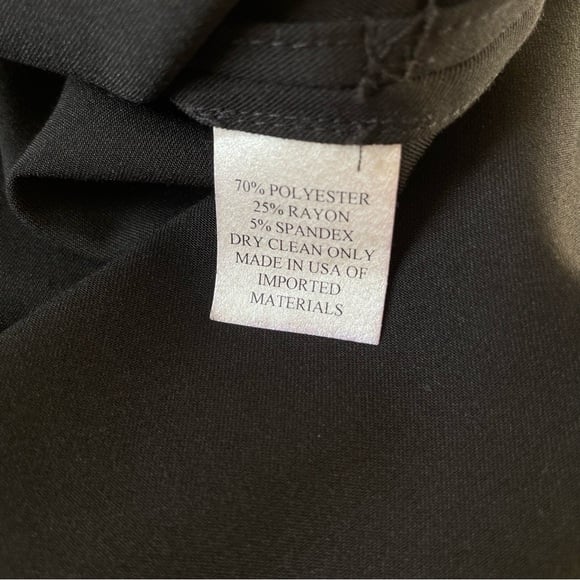 70% POLYESTER
25% RAYON
5% SPANDEX
DRY CLEAN ONLY
MADE IN USA OF
IMPORTED
MATERIALS